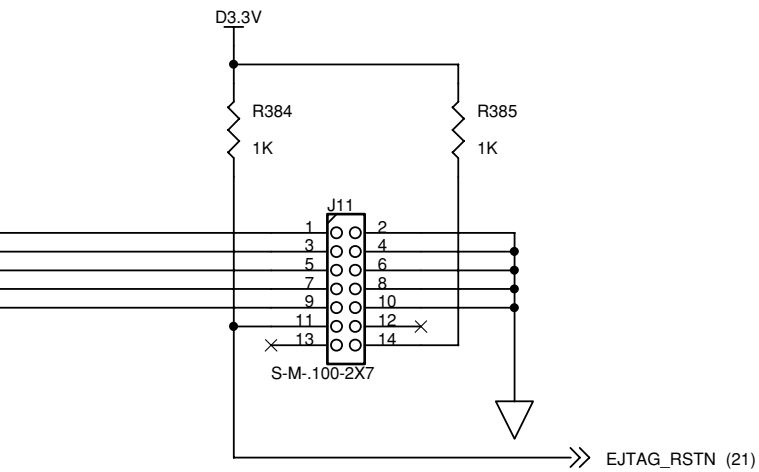 D3.3V
R384
R385
1K
1K
J11
1 2
3 4
5 6
7 8
9 10
11 12
13 14
S-M-.100-2X7
EJTAG_RSTN (21)